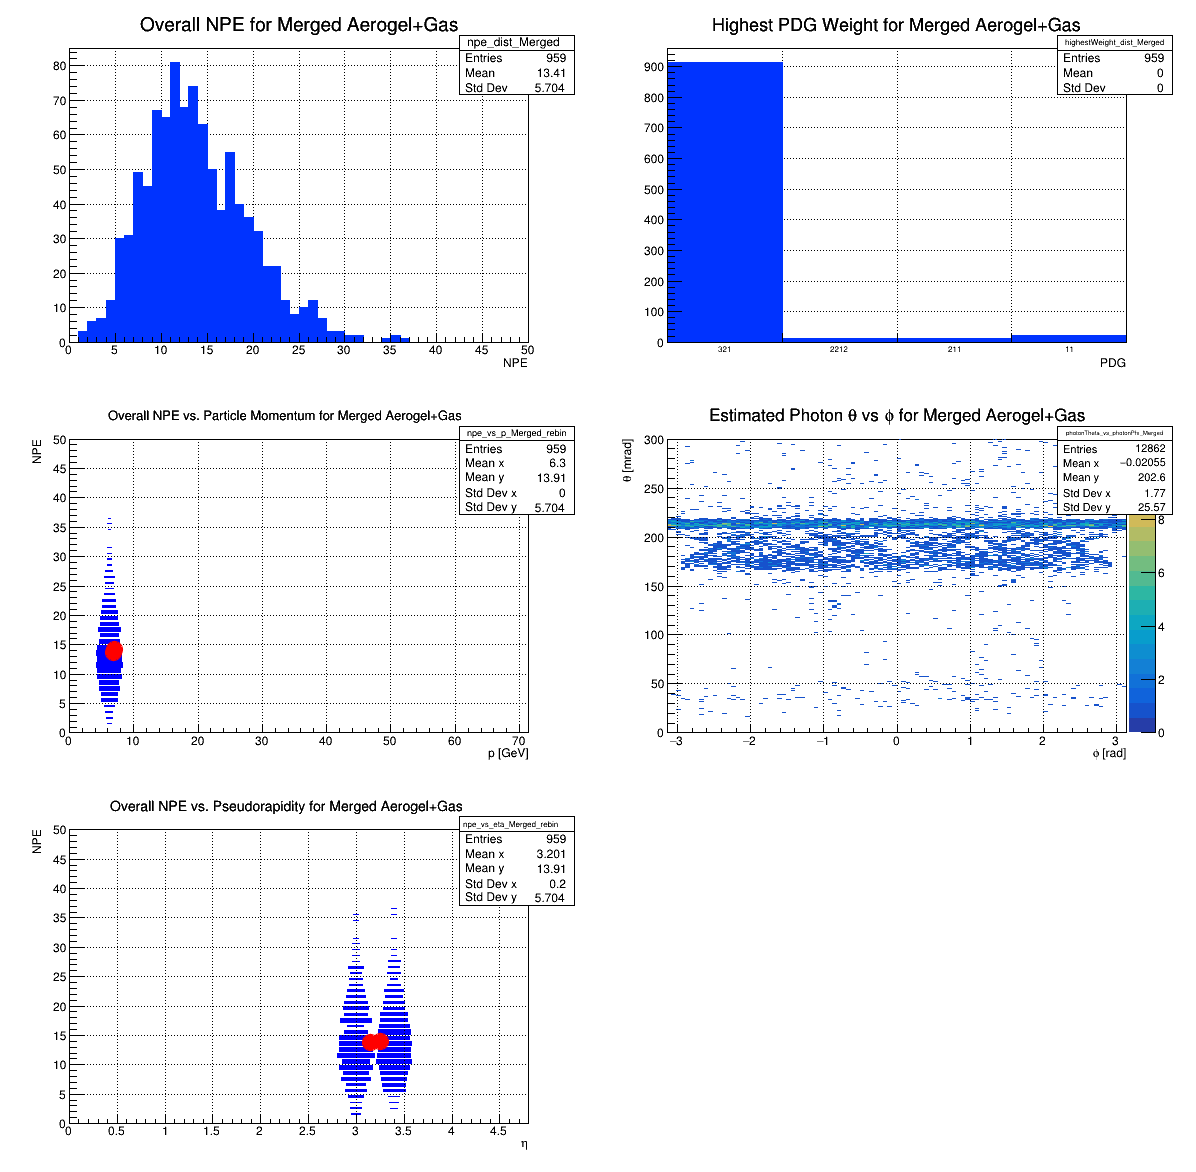 Overall NPE for Merged Aerogel+Gas
npe_dist_Merged
Entries 959
Mean 13.41
Std Dev 5.704
80
70
60
50
40
30
20
10
0
0 5 10 15 20 25 30 35 40 45 50
NPE
Highest PDG Weight for Merged Aerogel+Gas
highestWeight_dist_Merged
Entries 959
Mean 0
Std Dev 0
900
800
700
600
500
400
300
200
100
0
321 2212 211 11
PDG
Overall NPE vs. Particle Momentum for Merged Aerogel+Gas
npe_vs_p_Merged_rebin
Entries 959
Mean x 6.3
Mean y 13.91
Std Dev x 0
Std Dev y 5.704
NPE
50
45
40
35
30
25
20
15
10
5
0
0 10 20 30 40 50 60 70
p [GeV]
Estimated Photon θ vs ϕ for Merged Aerogel+Gas
photonTheta_vs_photonPhi_Merged
Entries 12862
Mean x −0.02055
Mean y 202.6
Std Dev x 1.77
Std Dev y 25.57
θ [mrad]
300
250
200
150
100
50
0
−3 −2 −1 0 1 2 3
ϕ [rad]
8
6
4
2
0
Overall NPE vs. Pseudorapidity for Merged Aerogel+Gas
npe_vs_eta_Merged_rebin
Entries 959
Mean x 3.201
Mean y 13.91
Std Dev x 0.2
Std Dev y 5.704
NPE
50
45
40
35
30
25
20
15
10
5
0
0 0.5 1 1.5 2 2.5 3 3.5 4 4.5
η